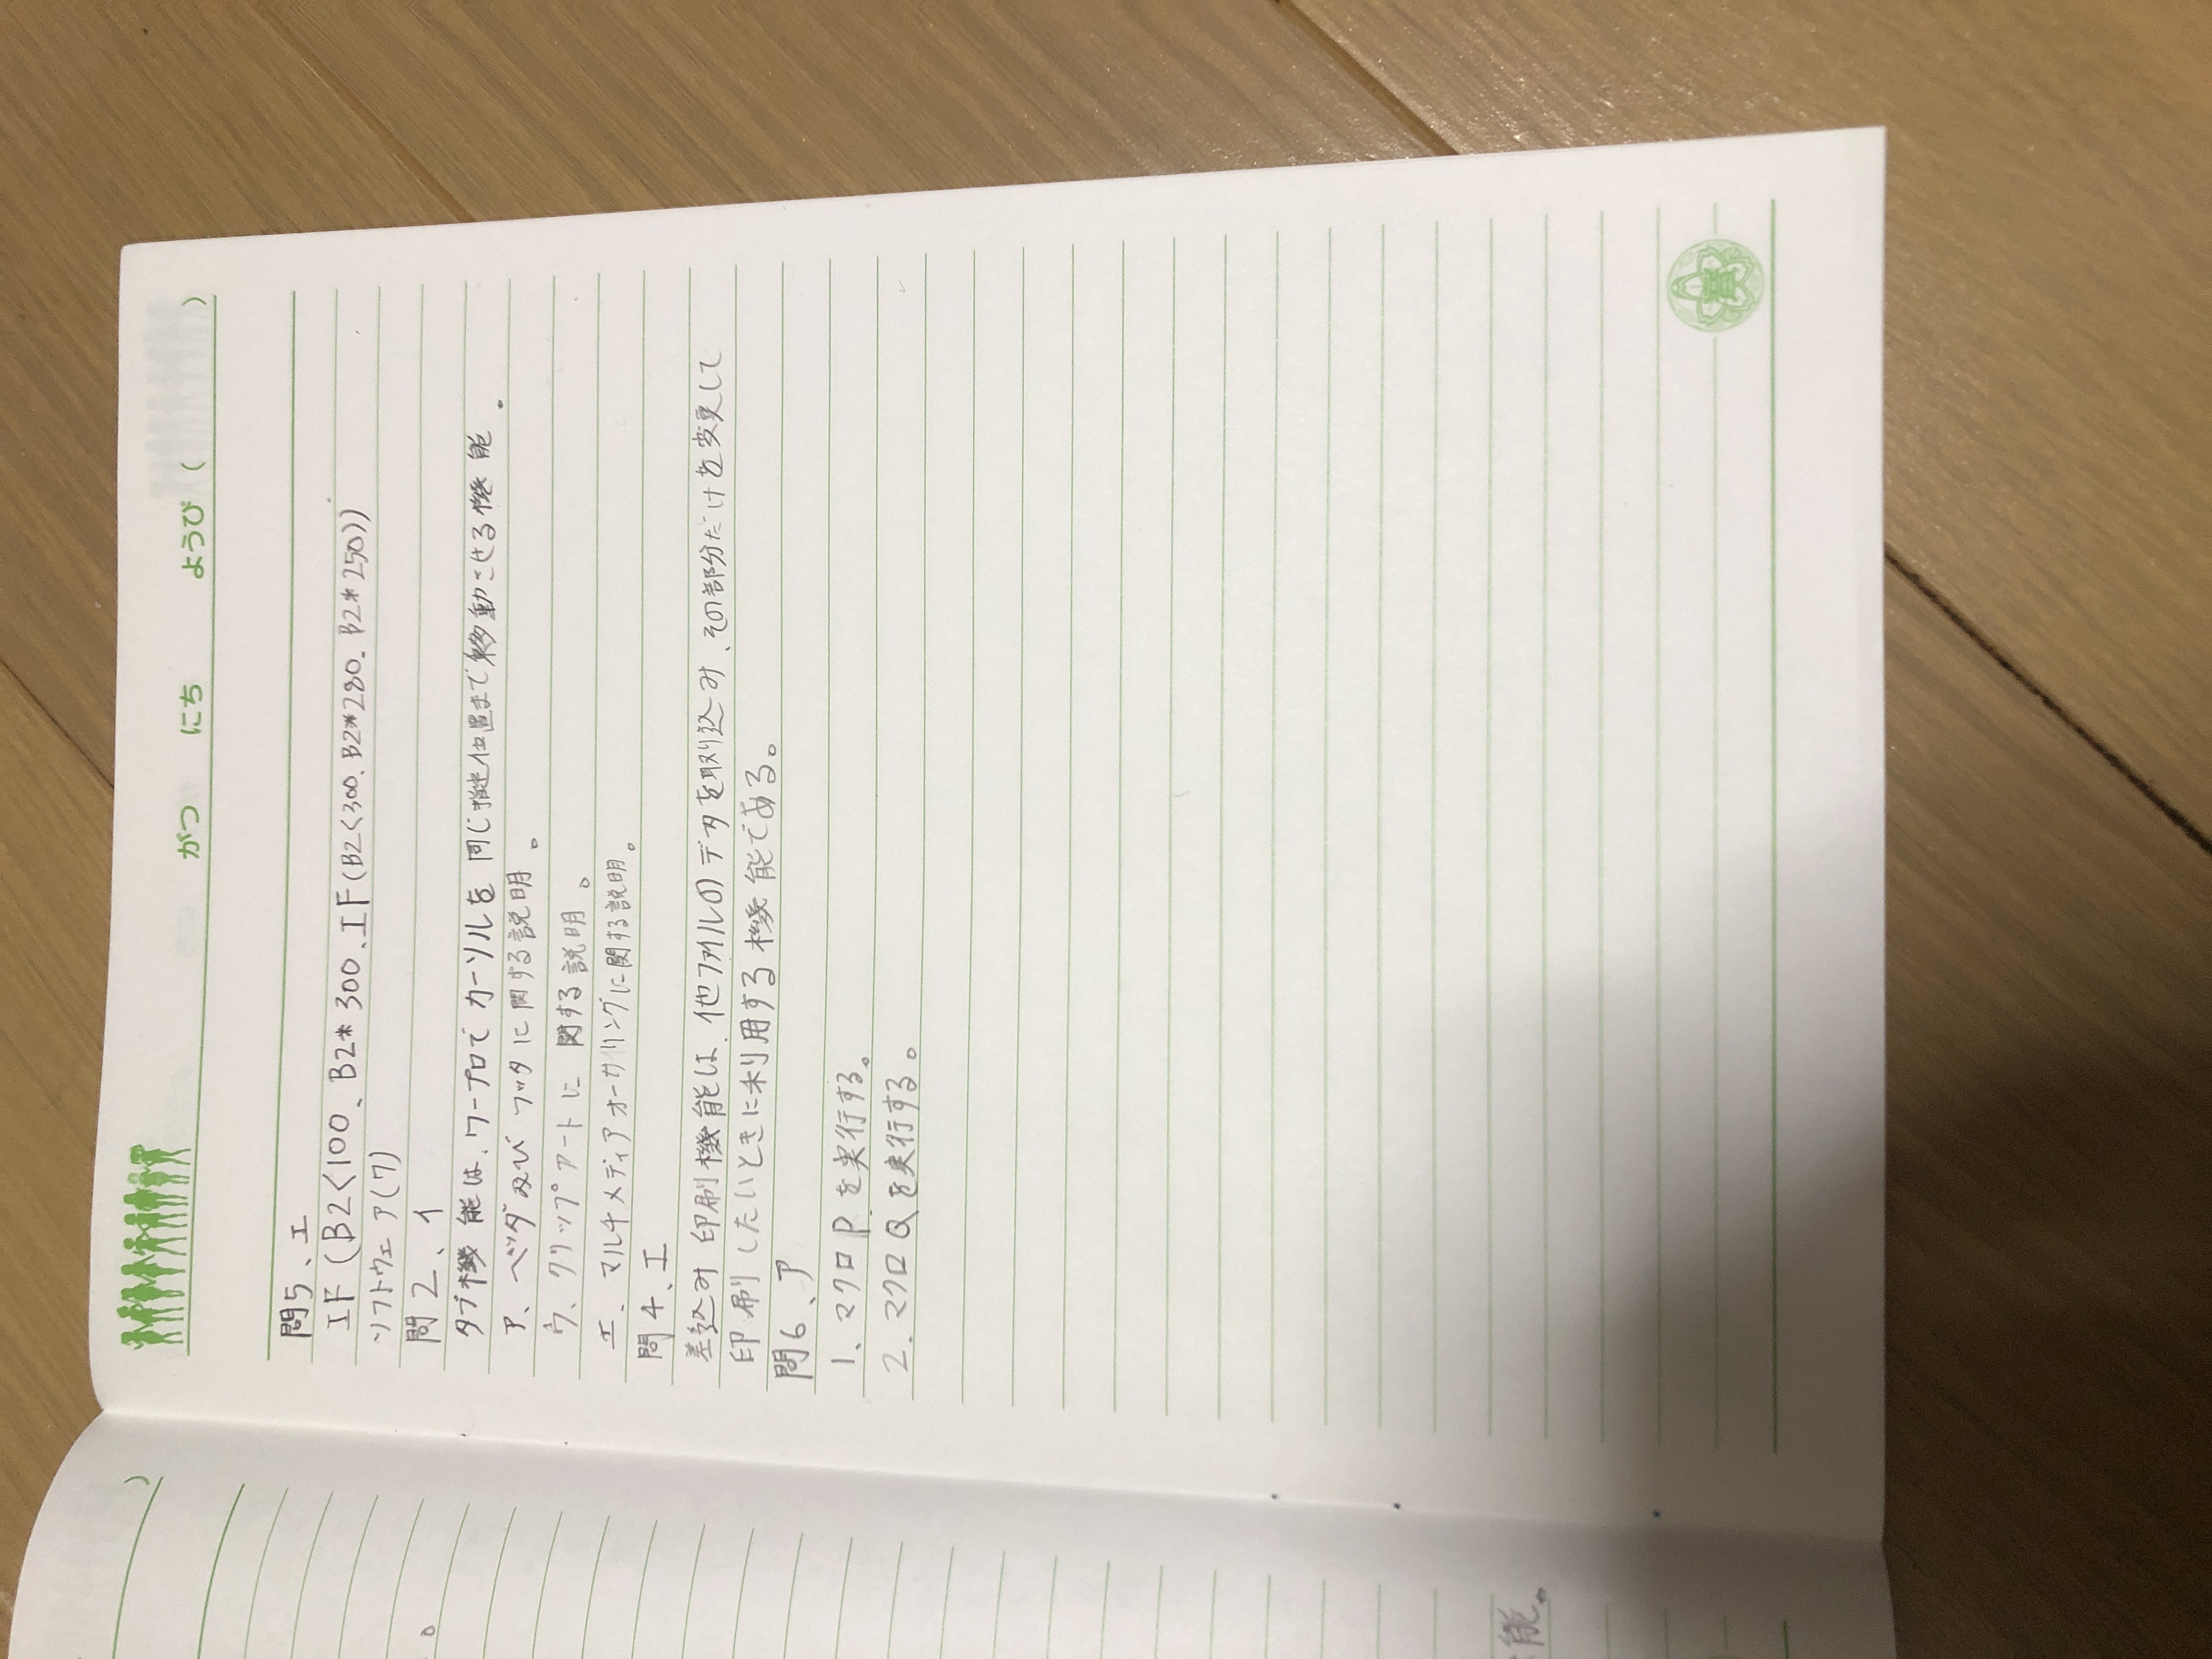 )
。
能。
がつ にち ようび ( )
問5、エ
IF(B2<100、B2*300、IF(B2<300、B2*280、B2*250))
ソフトウェア(7)
問2、イ
タブ機能は、ワープロでカーソルを同じ指定位置まで移動させる機能。
ア、ヘッダ及びフッタに関する説明。
ウ、クリップアートに関する説明。
エ、マルチメディアオーサリングに関する説明。
問4、エ
差込み印刷機能は、他ファイルのデータを取り込み、その部分だけを変更して
印刷したいときに利用する機能である。
問6、ア
1、マクロPを実行する。
2、マクロQを実行する。